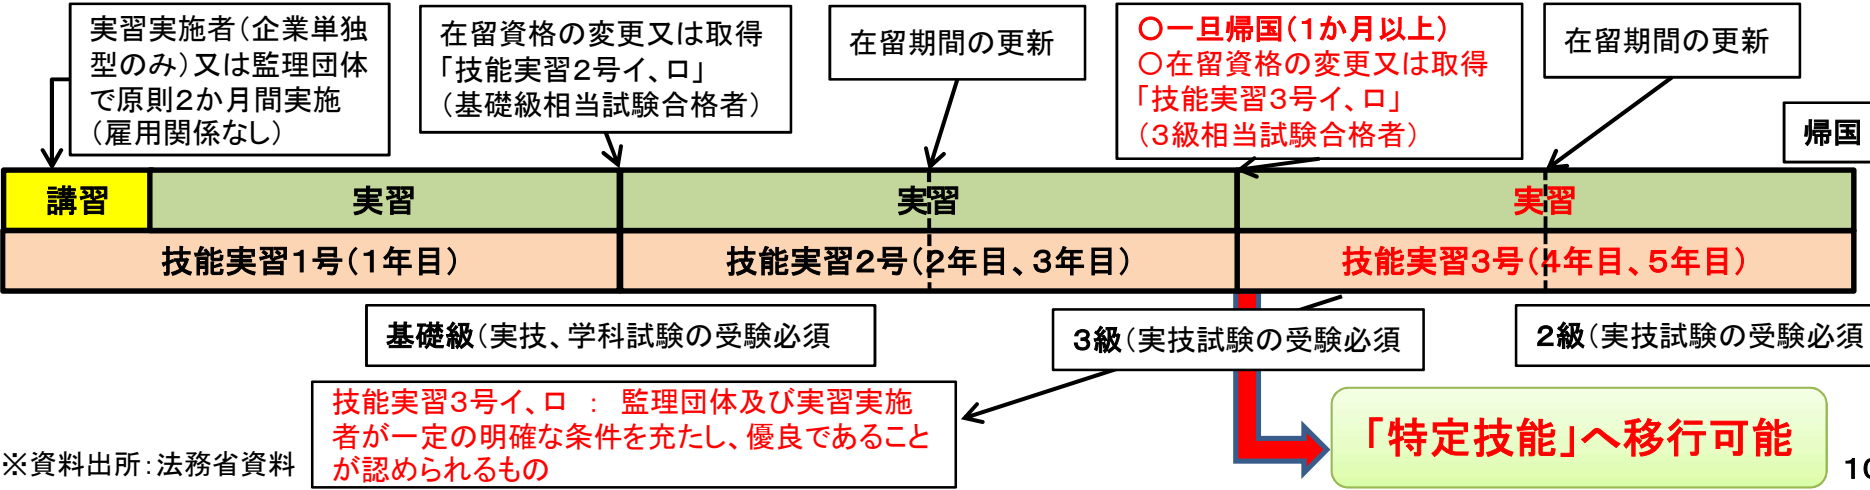 実習実施者(企業単独
型のみ)又は監理団体
で原則2か月間実施
(雇用関係なし)
在留資格の変更又は取得
「技能実習2号イ、ロ」
(基礎級相当試験合格者)
在留期間の更新
〇一旦帰国(1か月以上)
〇在留資格の変更又は取得
「技能実習3号イ、ロ」
(3級相当試験合格者)
在留期間の更新
帰国
講習
実習
実習
実習
技能実習1号(1年目)
技能実習2号(2年目、3年目)
技能実習3号(4年目、5年目)
基礎級(実技、学科試験の受験必須
3級(実技試験の受験必須
2級(実技試験の受験必須
技能実習3号イ、ロ : 監理団体及び実習実施
者が一定の明確な条件を充たし、優良であること
が認められるもの
「特定技能」へ移行可能
※資料出所:法務省資料
10